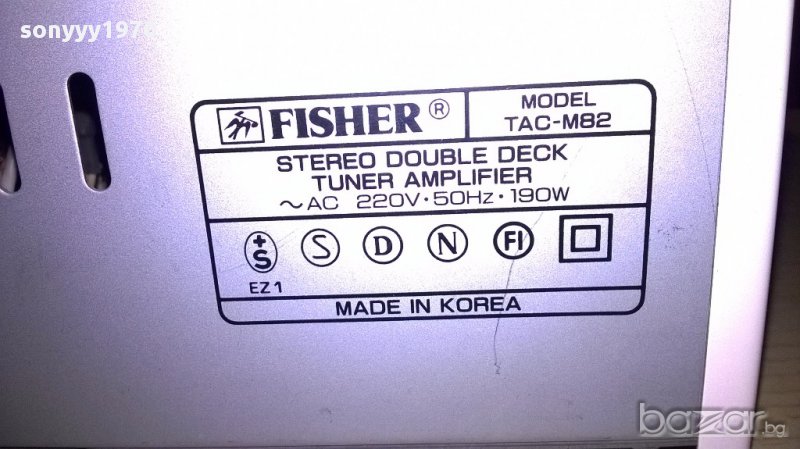 sonyyy1976
FISHER®
MODEL
TAC-M82
STEREO DOUBLE DECK
TUNER AMPLIFIER
~AC 220V·50Hz·190W
+S S D N FI
EZ1
MADE IN KOREA
bazar.bg